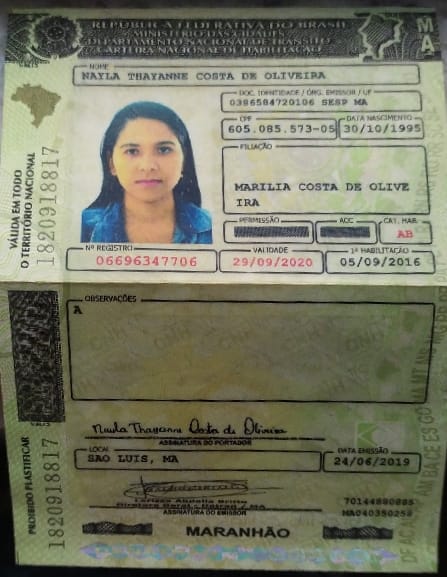 REPÚBLICA FEDERATIVA DO BRASIL
MINISTÉRIO DAS CIDADES
DEPARTAMENTO NACIONAL DE TRÂNSITO
CARTEIRA NACIONAL DE HABILITAÇÃO
MA
NOME
NAYLA THAYANNE COSTA DE OLIVEIRA
DOC. IDENTIDADE / ÓRG. EMISSOR / UF
0386584720106 SESP MA
CPF
DATA NASCIMENTO
605.085.573-05
30/10/1995
FILIAÇÃO
MARILIA COSTA DE OLIVE
IRA
PERMISSÃO
ACC
CAT. HAB.
AB
Nº REGISTRO
VALIDADE
1ª HABILITAÇÃO
06696347706
29/09/2020
05/09/2016
VÁLIDA EM TODO
O TERRITÓRIO NACIONAL
1820918817
OBSERVAÇÕES
A
Nayla Thayanne Costa de Oliveira
ASSINATURA DO PORTADOR
LOCAL
DATA EMISSÃO
SAO LUIS, MA
24/06/2019
Larissa Abdalla Britto
Diretora Geral - Detran / MA
ASSINATURA DO EMISSOR
70144890885
MA040350258
PROIBIDO PLASTIFICAR
1820918817
MARANHÃO